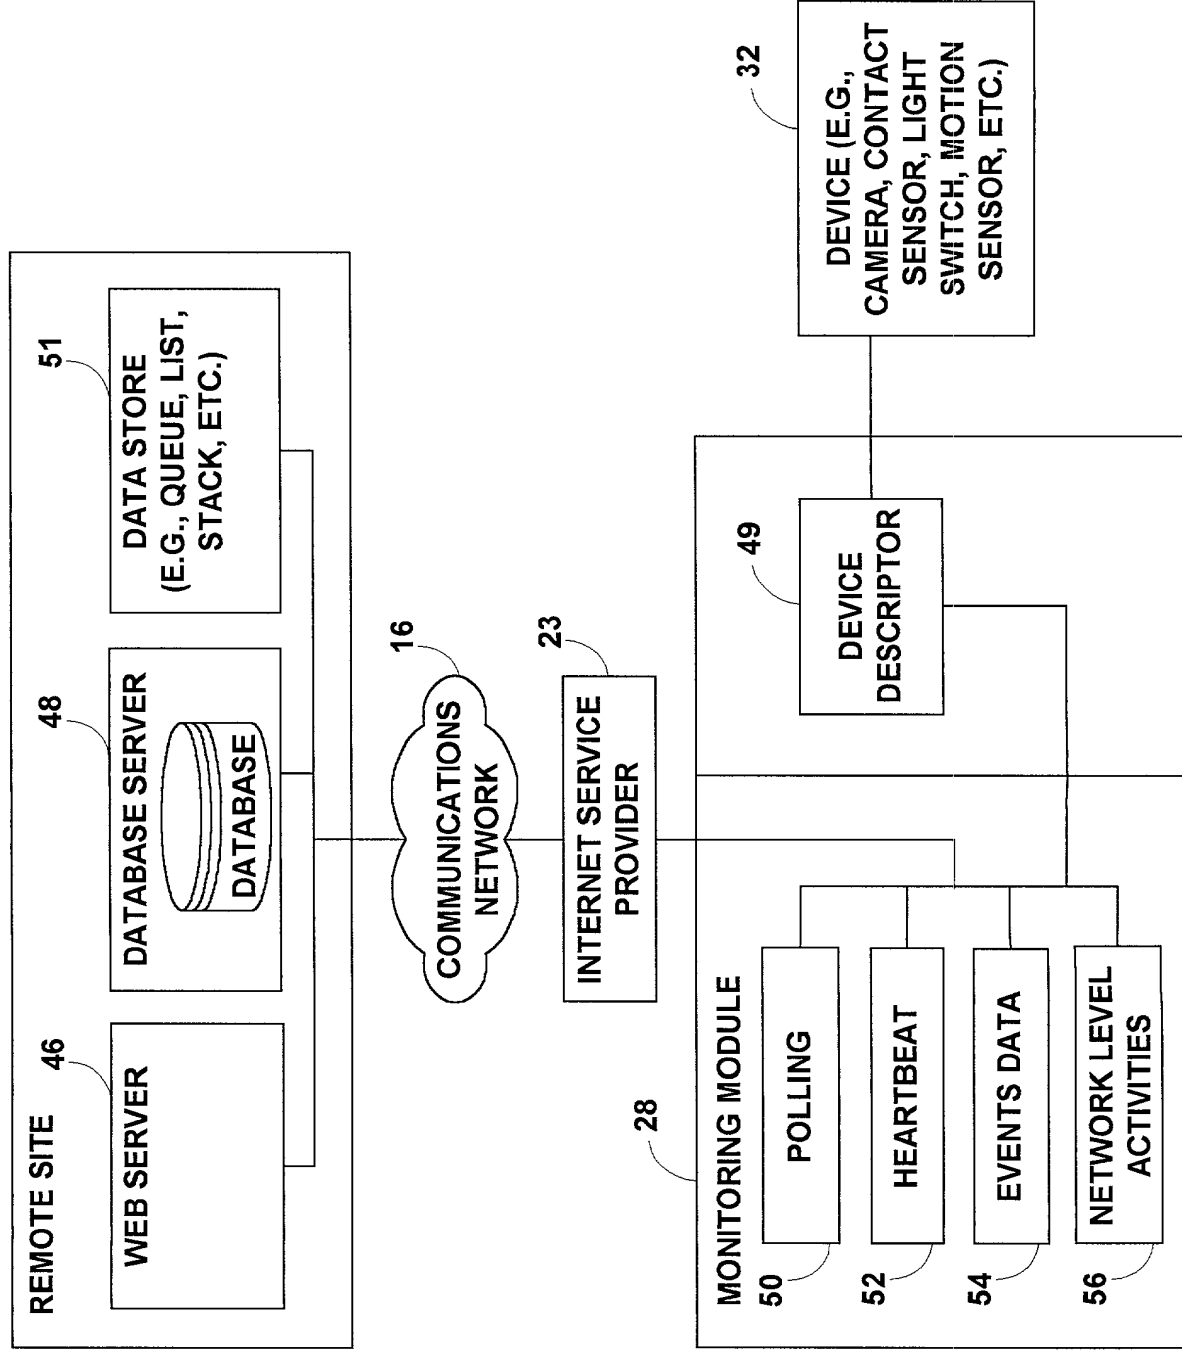 REMOTE SITE
46
WEB SERVER
48
DATABASE SERVER
DATABASE
51
DATA STORE
(E.G., QUEUE, LIST,
STACK, ETC.)
16
COMMUNICATIONS
NETWORK
23
INTERNET SERVICE
PROVIDER
28
MONITORING MODULE
50
POLLING
52
HEARTBEAT
54
EVENTS DATA
56
NETWORK LEVEL
ACTIVITIES
49
DEVICE
DESCRIPTOR
32
DEVICE (E.G.,
CAMERA, CONTACT
SENSOR, LIGHT
SWITCH, MOTION
SENSOR, ETC.)